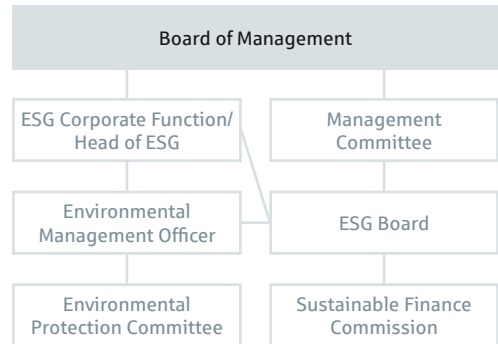 Board of Management
ESG Corporate Function/
Head of ESG
Management
Committee
Environmental
Management Officer
ESG Board
Environmental
Protection Committee
Sustainable Finance
Commission